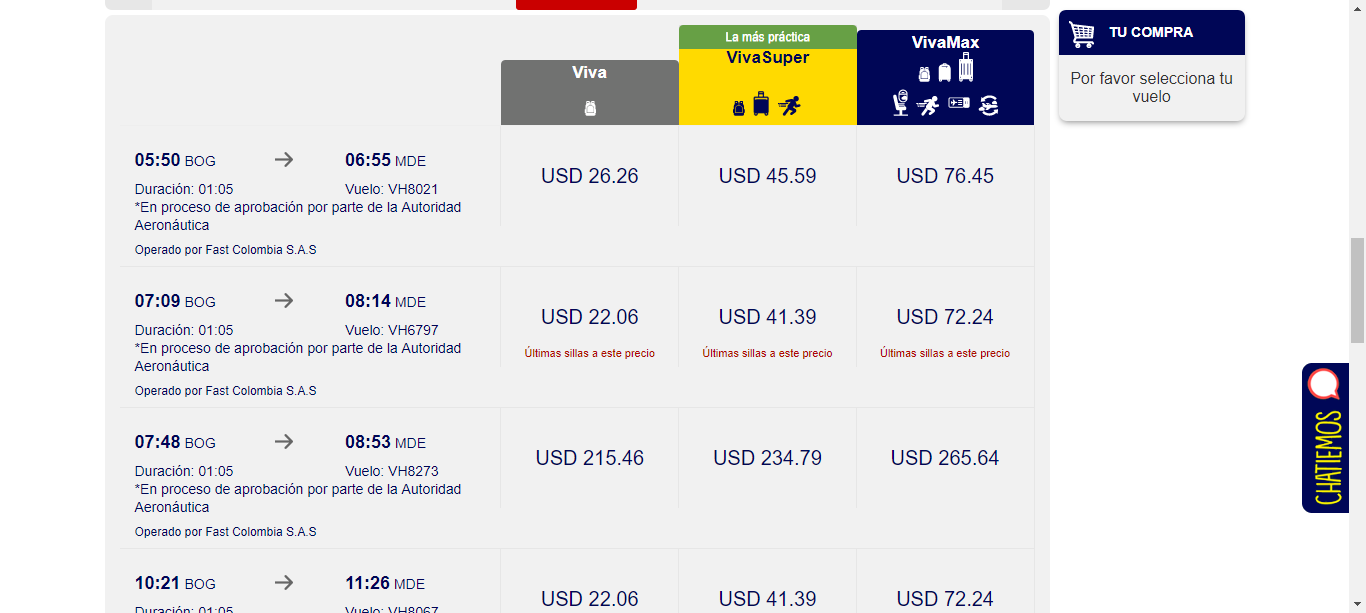 La más práctica
VivaMax
TU COMPRA
VivaSuper
Viva
Por favor selecciona tu
vuelo
05:50 BOG 06:55 MDE
USD 26.26 USD 45.59 USD 76.45
Duración: 01:05 Vuelo: VH8021
*En proceso de aprobación por parte de la Autoridad
Aeronáutica
Operado por Fast Colombia S.A.S
07:09 BOG 08:14 MDE
USD 22.06 USD 41.39 USD 72.24
Duración: 01:05 Vuelo: VH6797
*En proceso de aprobación por parte de la Autoridad
Aeronáutica
Últimas sillas a este precio Últimas sillas a este precio Últimas sillas a este precio
Operado por Fast Colombia S.A.S
CHATIEMOS
07:48 BOG 08:53 MDE
USD 215.46 USD 234.79 USD 265.64
Duración: 01:05 Vuelo: VH8273
*En proceso de aprobación por parte de la Autoridad
Aeronáutica
Operado por Fast Colombia S.A.S
10:21 BOG 11:26 MDE
USD 22.06 USD 41.39 USD 72.24
Duración: 01:05 Vuelo: VH8067